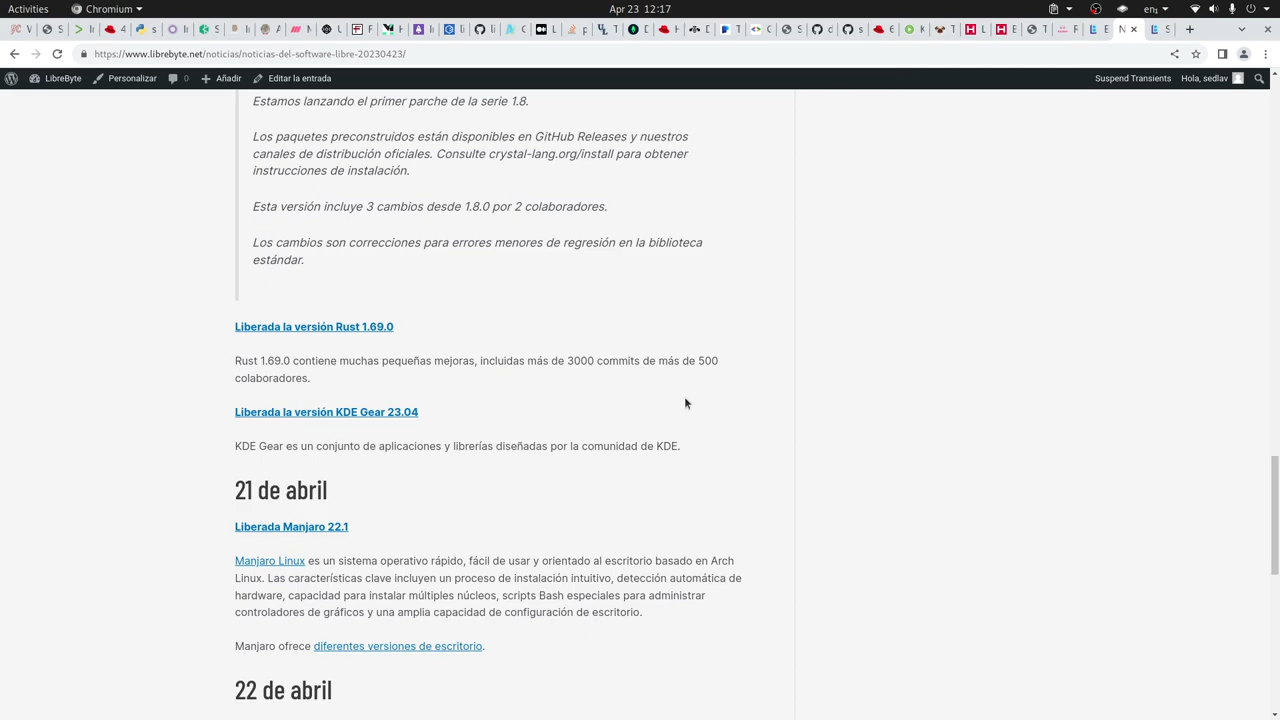 Activities
Chromium
Apr 23 12:17
en
https://www.librebyte.net/noticias/noticias-del-software-libre-20230423/
LibreByte
Personalizar
0
Añadir
Editar la entrada
Suspend Transients
Hola, sedlav
Estamos lanzando el primer parche de la serie 1.8.
Los paquetes preconstruidos están disponibles en GitHub Releases y nuestros
canales de distribución oficiales. Consulte crystal-lang.org/install para obtener
instrucciones de instalación.
Esta versión incluye 3 cambios desde 1.8.0 por 2 colaboradores.
Los cambios son correcciones para errores menores de regresión en la biblioteca
estándar.
Liberada la versión Rust 1.69.0
Rust 1.69.0 contiene muchas pequeñas mejoras, incluidas más de 3000 commits de más de 500
colaboradores.
Liberada la versión KDE Gear 23.04
KDE Gear es un conjunto de aplicaciones y librerías diseñadas por la comunidad de KDE.
21 de abril
Liberada Manjaro 22.1
Manjaro Linux es un sistema operativo rápido, fácil de usar y orientado al escritorio basado en Arch
Linux. Las características clave incluyen un proceso de instalación intuitivo, detección automática de
hardware, capacidad para instalar múltiples núcleos, scripts Bash especiales para administrar
controladores de gráficos y una amplia capacidad de configuración de escritorio.
Manjaro ofrece diferentes versiones de escritorio.
22 de abril